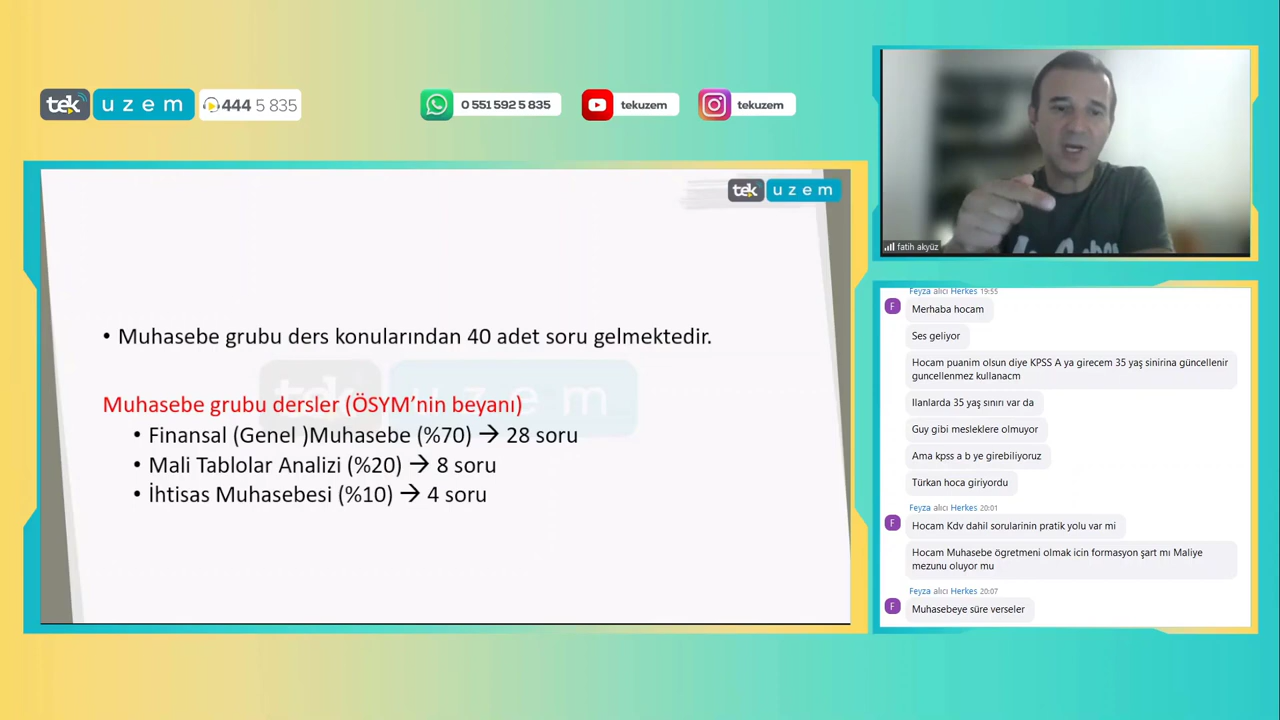 tek uzem 444 5 835
0 551 592 5 835
tekuzem
tekuzem
tek uzem
• Muhasebe grubu ders konularından 40 adet soru gelmektedir.
tek uzem
Muhasebe grubu dersler (ÖSYM’nin beyanı)
• Finansal (Genel )Muhasebe (%70) → 28 soru
• Mali Tablolar Analizi (%20) → 8 soru
• İhtisas Muhasebesi (%10) → 4 soru
fatih akyüz
Feyza alıcı Herkes 19:55
F
Merhaba hocam
Ses geliyor
Hocam puanim olsun diye KPSS A ya girecem 35 yaş sinirina güncellenir
guncellenmez kullanacm
Ilanlarda 35 yaş sınırı var da
Guy gibi mesleklere olmuyor
Ama kpss a b ye girebiliyoruz
Türkan hoca giriyordu
Feyza alıcı Herkes 20:01
F
Hocam Kdv dahil sorularinin pratik yolu var mi
Hocam Muhasebe ögretmeni olmak icin formasyon şart mı Maliye
mezunu oluyor mu
Feyza alıcı Herkes 20:07
F
Muhasebeye süre verseler